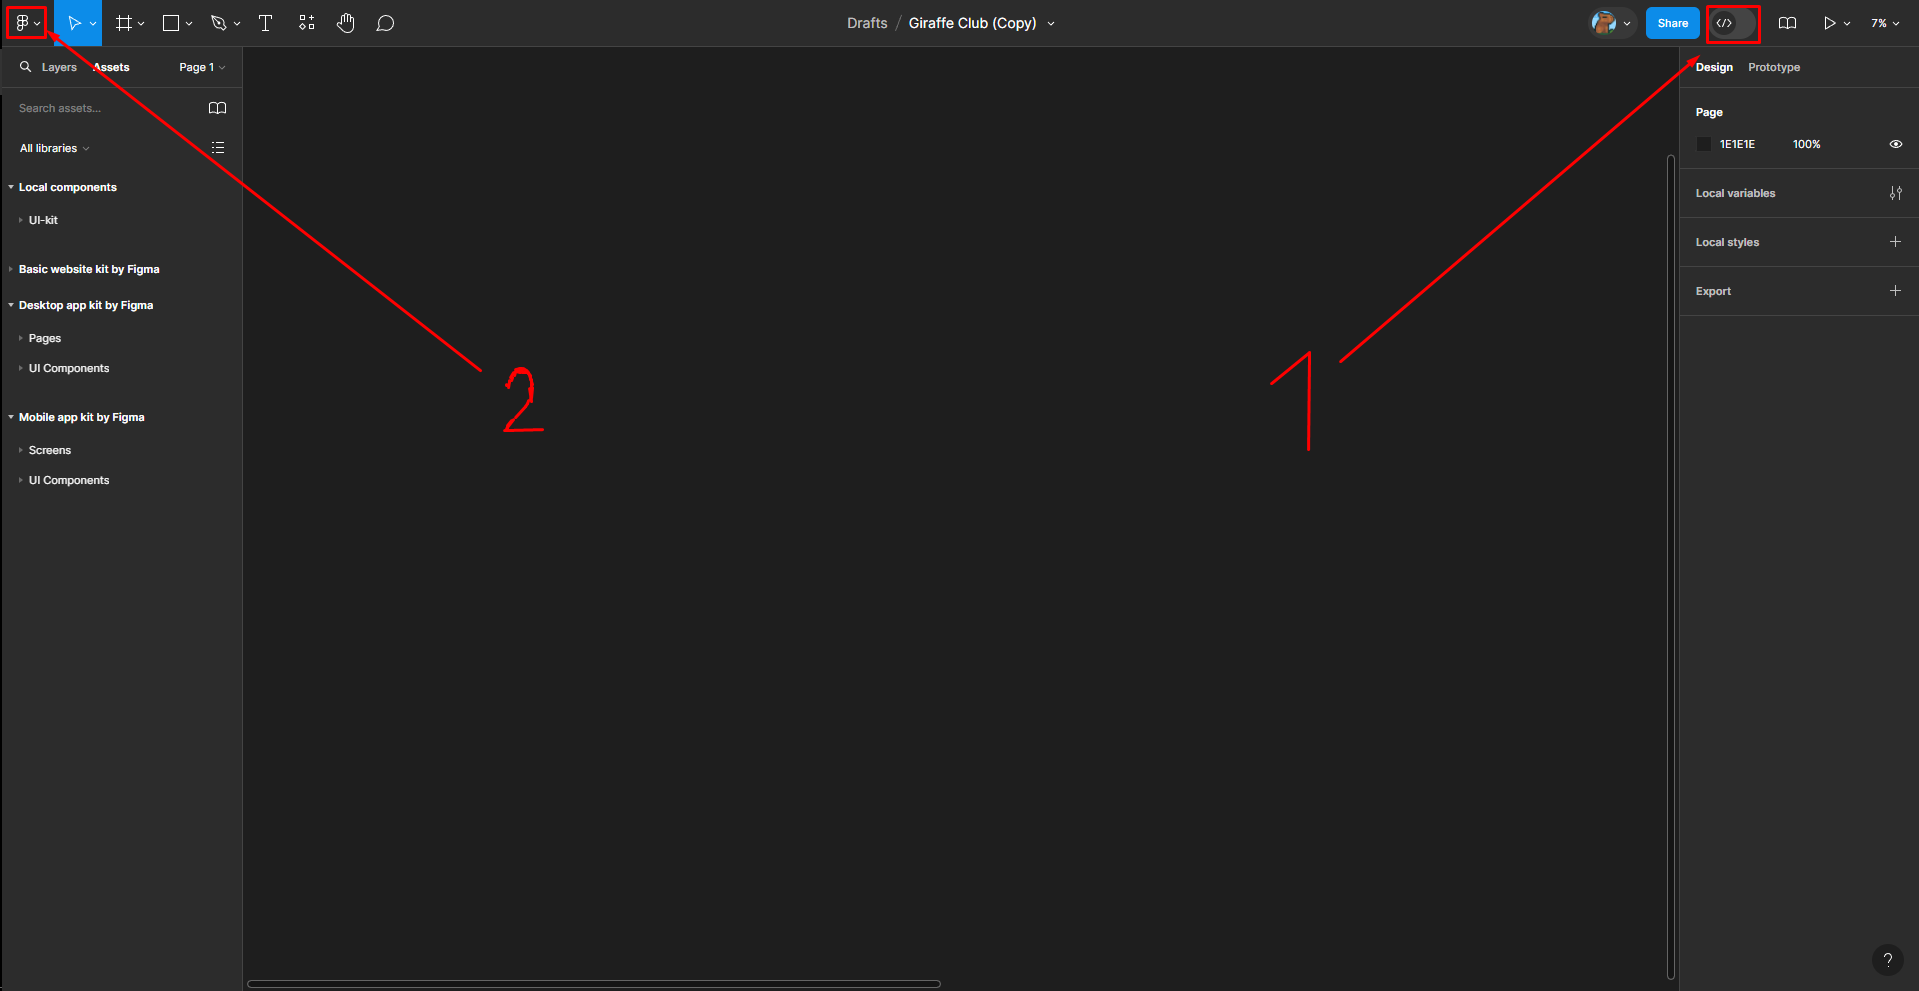 Drafts / Giraffe Club (Copy)
Share
</>
7%
Layers
Assets
Page 1
Search assets...
All libraries
Local components
UI-kit
Basic website kit by Figma
Desktop app kit by Figma
Pages
UI Components
Mobile app kit by Figma
Screens
UI Components
2
1
Design
Prototype
Page
1E1E1E
100%
Local variables
Local styles
Export
?